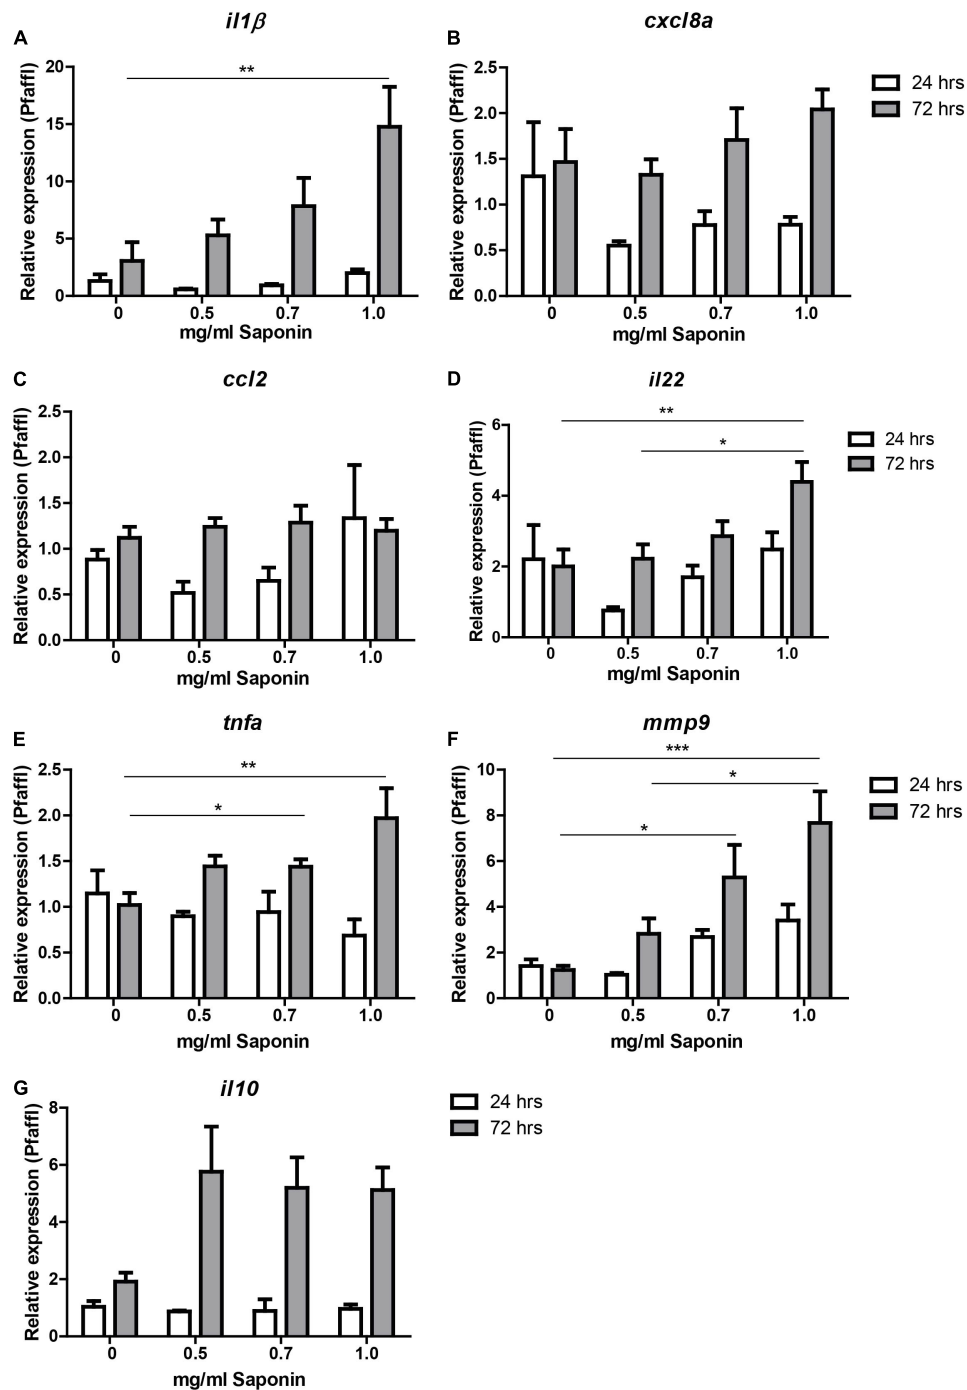 A
il1β
Relative expression (Pfaffl)
20
15
10
5
0
**
0 0.5 0.7 1.0
mg/ml Saponin
B
cxcl8a
Relative expression (Pfaffl)
2.5
2.0
1.5
1.0
0.5
0.0
0 0.5 0.7 1.0
mg/ml Saponin
24 hrs
72 hrs
C
ccl2
Relative expression (Pfaffl)
2.5
2.0
1.5
1.0
0.5
0.0
0 0.5 0.7 1.0
mg/ml Saponin
D
il22
Relative expression (Pfaffl)
6
4
2
0
**
*
0 0.5 0.7 1.0
mg/ml Saponin
24 hrs
72 hrs
E
tnfa
Relative expression (Pfaffl)
2.5
2.0
1.5
1.0
0.5
0.0
**
*
0 0.5 0.7 1.0
mg/ml Saponin
F
mmp9
Relative expression (Pfaffl)
10
8
6
4
2
0
***
*
*
0 0.5 0.7 1.0
mg/ml Saponin
24 hrs
72 hrs
G
il10
Relative expression (Pfaffl)
8
6
4
2
0
0 0.5 0.7 1.0
mg/ml Saponin
24 hrs
72 hrs